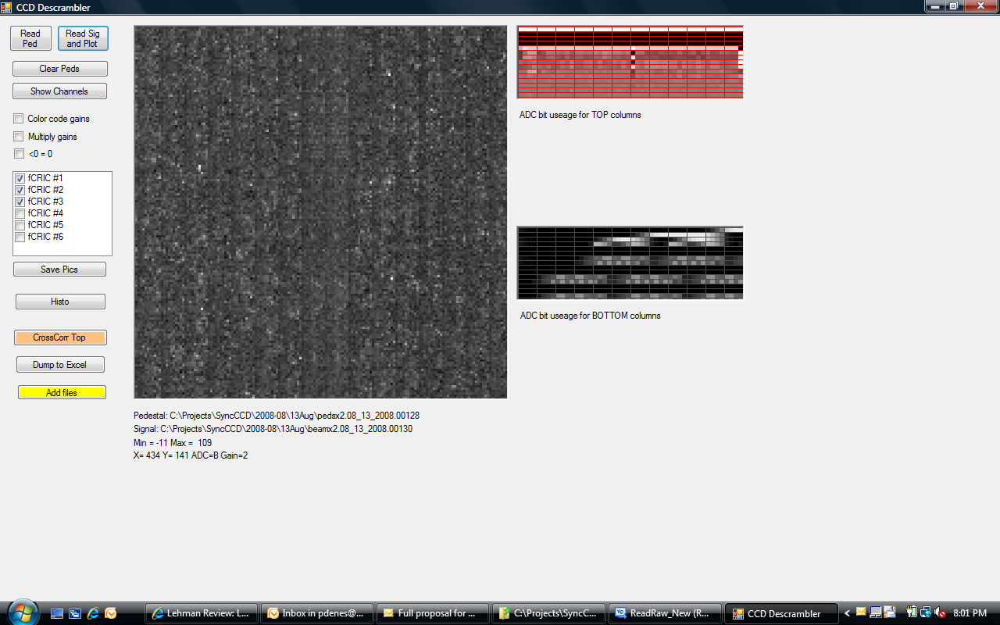 CCD Descrambler
Read Ped
Read Sig and Plot
Clear Peds
Show Channels
Color code gains
Multiply gains
<0 = 0
fCRIC #1
fCRIC #2
fCRIC #3
fCRIC #4
fCRIC #5
fCRIC #6
Save Pics
Histo
CrossCorr Top
Dump to Excel
Add files
ADC bit useage for TOP columns
ADC bit useage for BOTTOM columns
Pedestal: C:\Projects\SyncCCD\2008-08\13Aug\pedsx2.08_13_2008.00128
Signal: C:\Projects\SyncCCD\2008-08\13Aug\beamx2.08_13_2008.00130
Min = -11 Max = 109
X= 434 Y= 141 ADC=B Gain=2
Lehman Review: L...
Inbox in pdenes@...
Full proposal for ...
C:\Projects\SyncC...
ReadRaw_New (R...
CCD Descrambler
8:01 PM